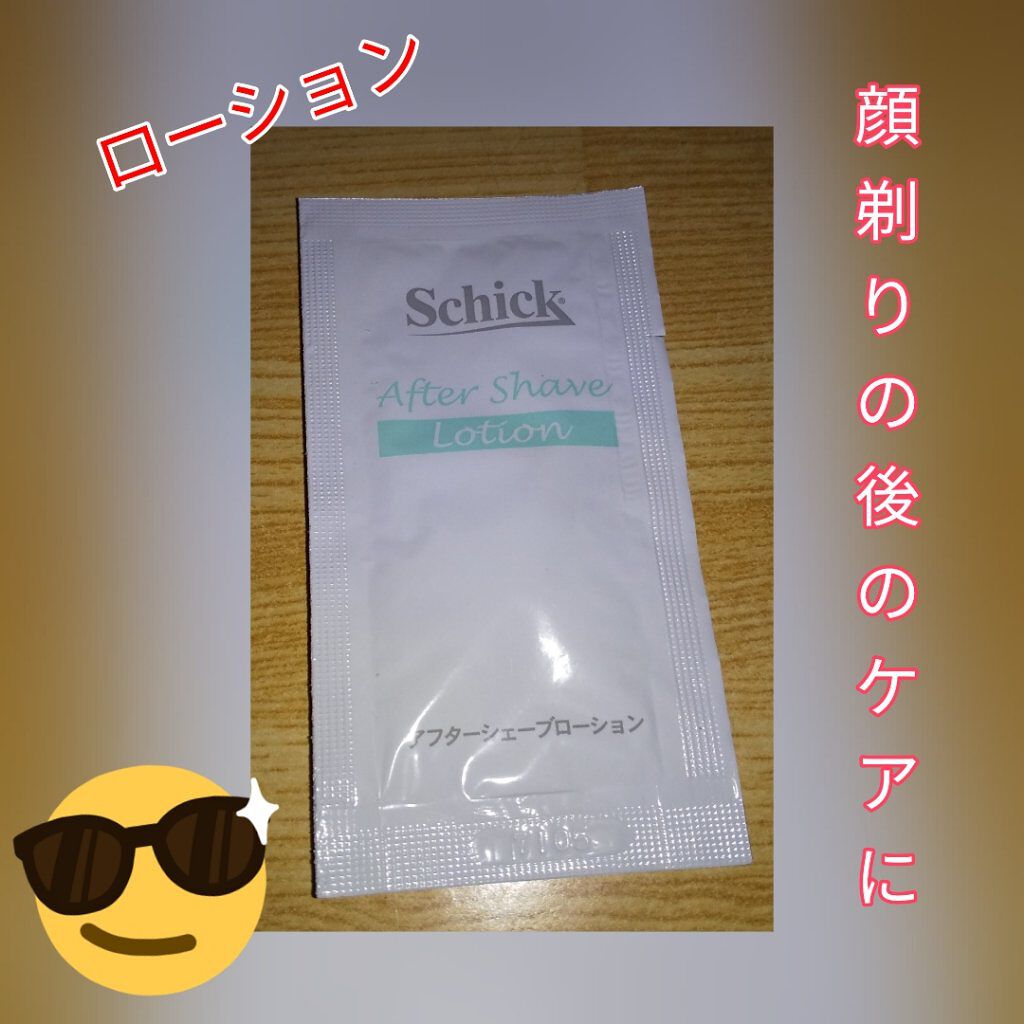 ローション
顔剃りの後のケアに
Schick
After Shave
Lotion
アフターシェーブローション